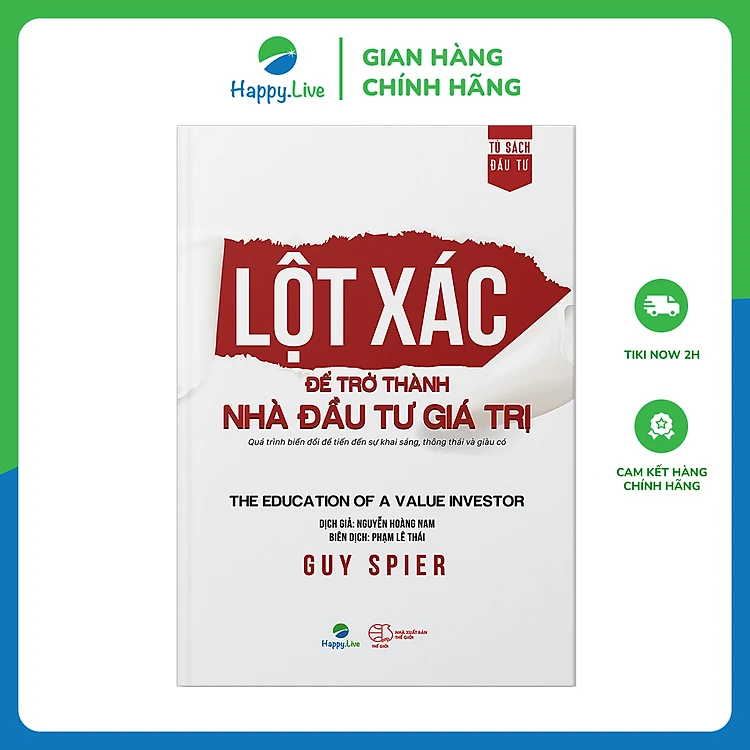 Happy.Live
GIAN HÀNG
CHÍNH HÃNG
TỦ SÁCH
ĐẦU TƯ
LỘT XÁC
ĐỂ TRỞ THÀNH
NHÀ ĐẦU TƯ GIÁ TRỊ
Quá trình biến đổi để tiến đến sự khai sáng, thông thái và giàu có
THE EDUCATION OF A VALUE INVESTOR
DỊCH GIẢ: NGUYỄN HOÀNG NAM
BIÊN DỊCH: PHẠM LÊ THÁI
GUY SPIER
Happy.Live
NHÀ XUẤT BẢN
THẾ GIỚI
THẾ GIỚI
TIKI NOW 2H
CAM KẾT HÀNG
CHÍNH HÃNG